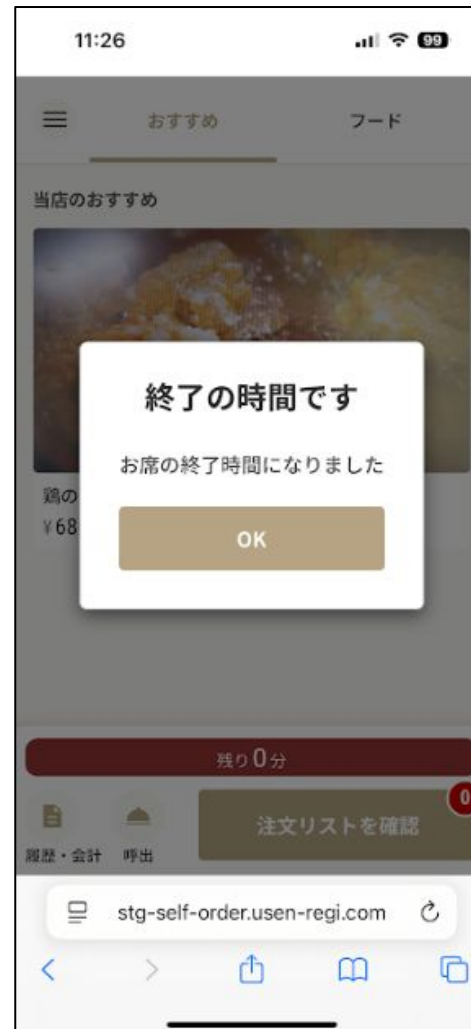 11:26
99
おすすめ
フード
当店のおすすめ
終了の時間です
お席の終了時間になりました
鶏の
¥68
OK
残り0分
0
注文リストを確認
履歴・会計
呼出
stg-self-order.usen-regi.com